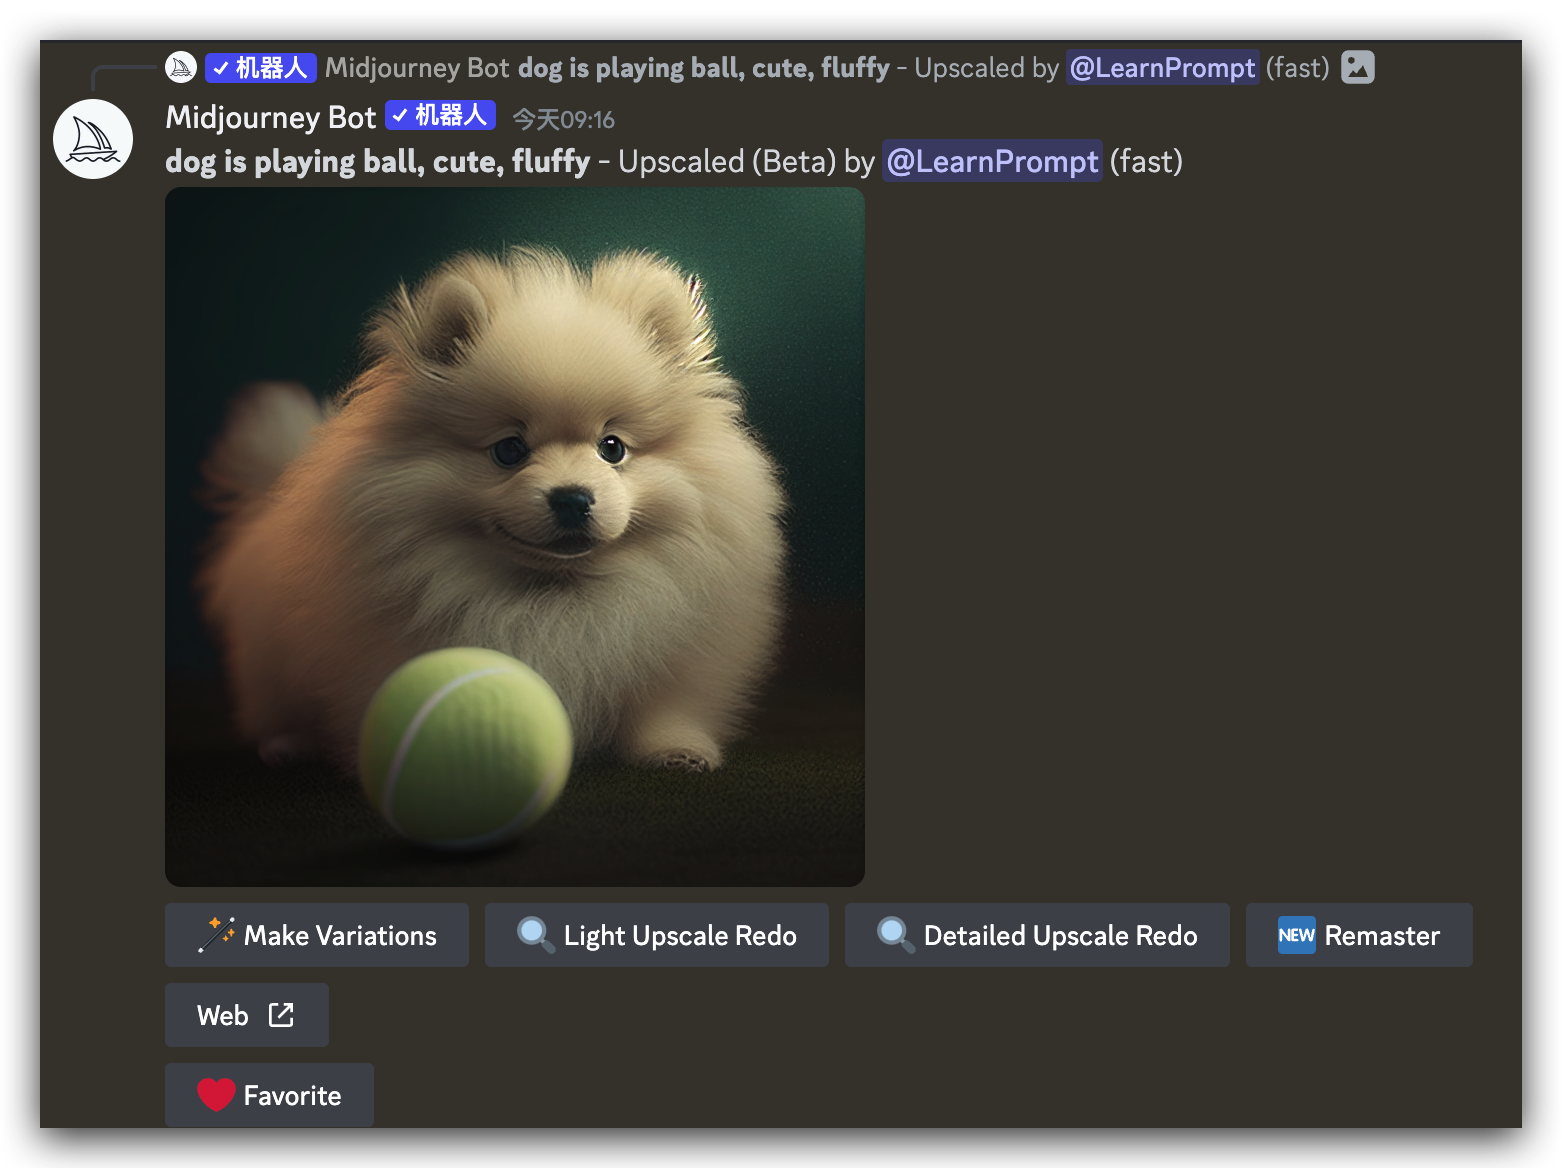 机器人 Midjourney Bot dog is playing ball, cute, fluffy - Upscaled by @LearnPrompt (fast)
Midjourney Bot 机器人 今天09:16
dog is playing ball, cute, fluffy - Upscaled (Beta) by @LearnPrompt (fast)
Make Variations Light Upscale Redo Detailed Upscale Redo NEW Remaster
Web
Favorite